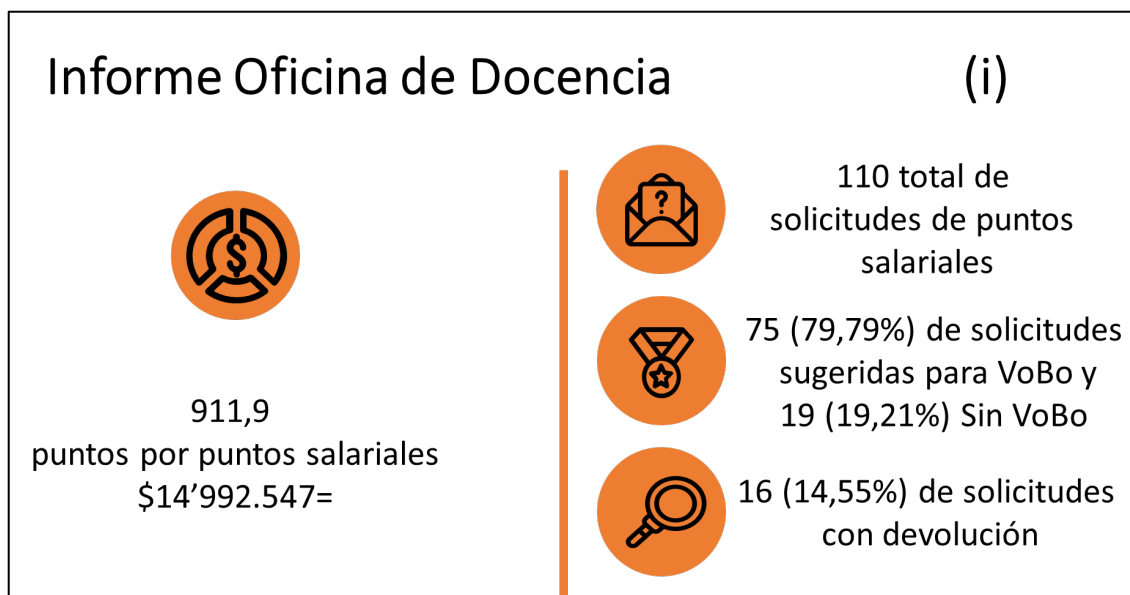 Informe Oficina de Docencia (i)
911,9
puntos por puntos salariales
$14’992.547=
110 total de
solicitudes de puntos
salariales
75 (79,79%) de solicitudes
sugeridas para VoBo y
19 (19,21%) Sin VoBo
16 (14,55%) de solicitudes
con devolución